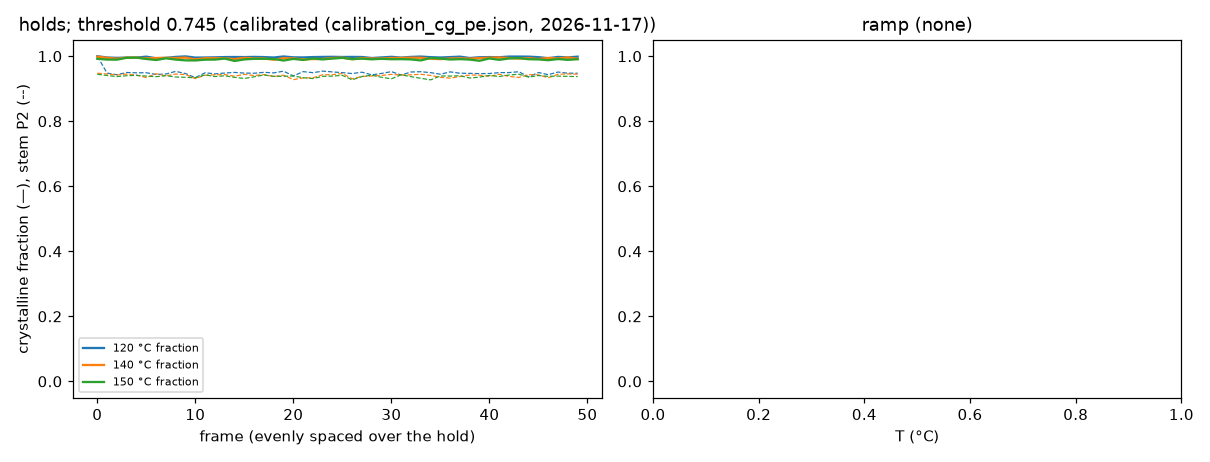 holds; threshold 0.745 (calibrated (calibration_cg_pe.json, 2026-11-17))
crystalline fraction (—), stem P2 (--)
1.0
0.8
0.6
0.4
0.2
0.0
120 °C fraction
140 °C fraction
150 °C fraction
0 10 20 30 40 50
frame (evenly spaced over the hold)
ramp (none)
1.0
0.8
0.6
0.4
0.2
0.0
0.0 0.2 0.4 0.6 0.8 1.0
T (°C)